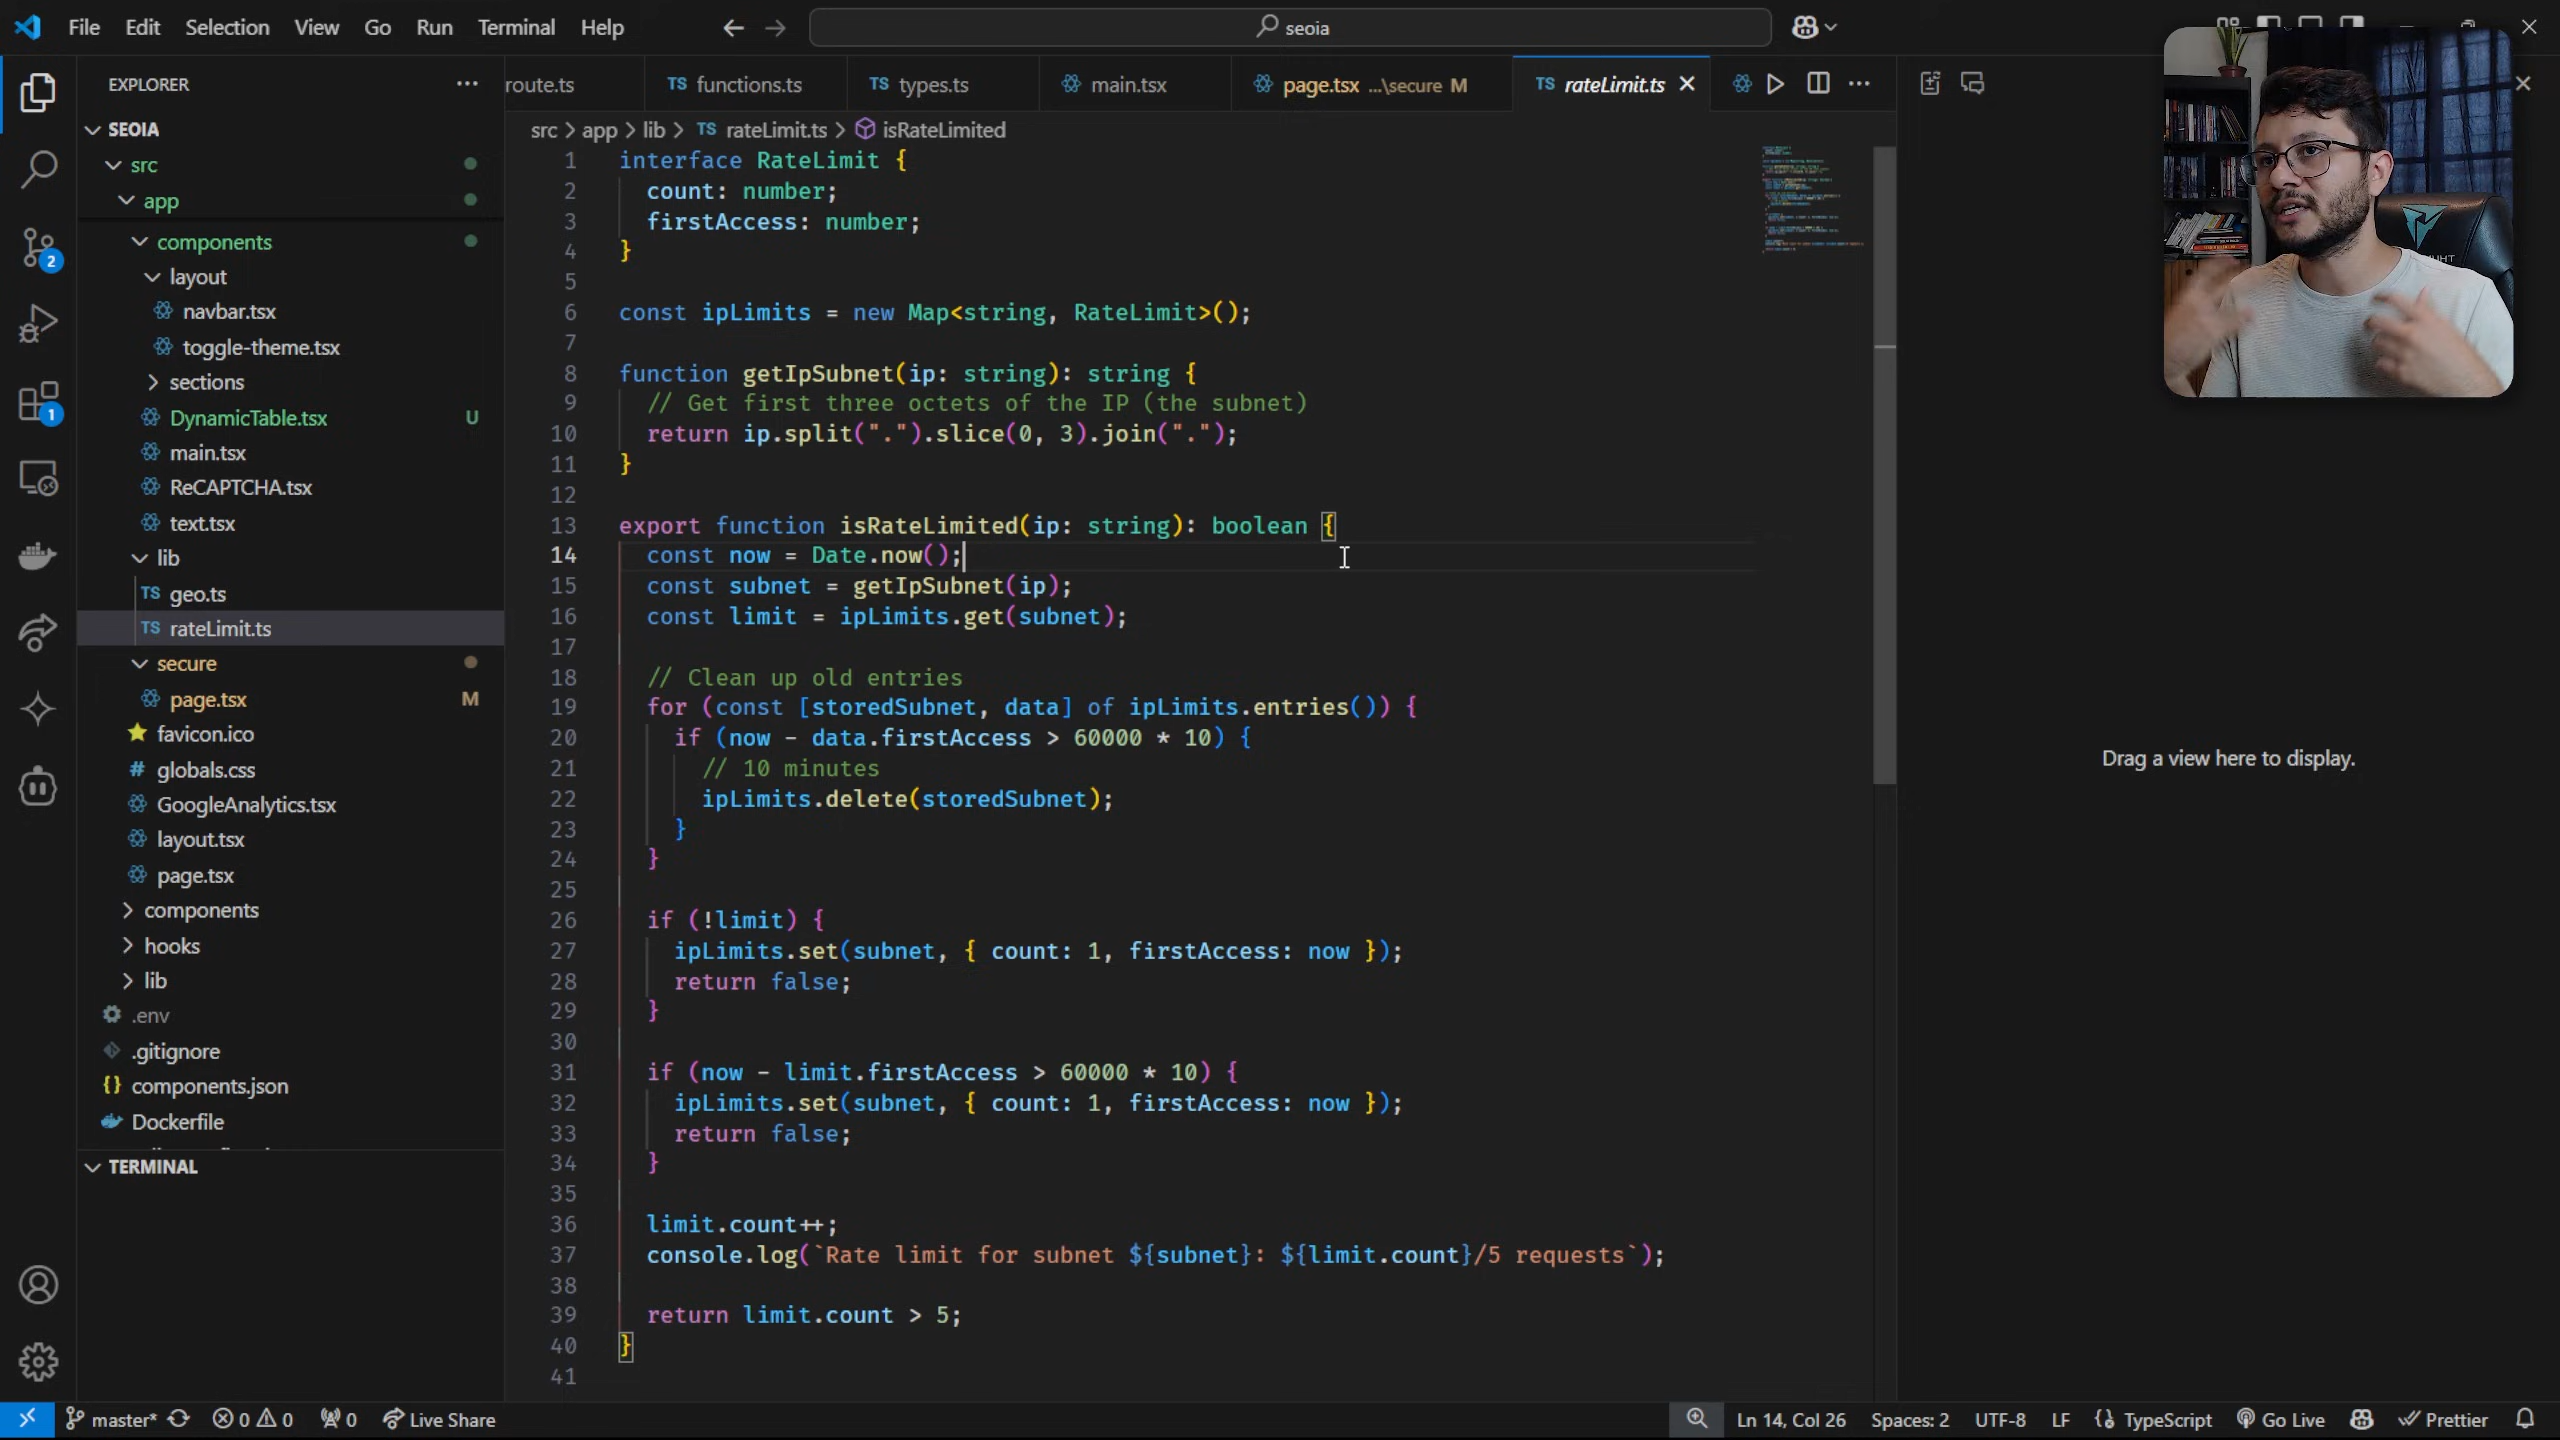 File Edit Selection View Go Run Terminal Help
seoia
EXPLORER
SEOIA
src
app
components
layout
navbar.tsx
toggle-theme.tsx
sections
DynamicTable.tsx U
main.tsx
ReCAPTCHA.tsx
text.tsx
lib
geo.ts
rateLimit.ts
secure
page.tsx M
favicon.ico
globals.css
GoogleAnalytics.tsx
layout.tsx
page.tsx
components
hooks
lib
.env
.gitignore
components.json
Dockerfile
TERMINAL
route.ts TS functions.ts TS types.ts main.tsx page.tsx ...\secure M TS rateLimit.ts
src > app > lib > TS rateLimit.ts > isRateLimited
1 interface RateLimit {
2 count: number;
3 firstAccess: number;
4 }
5
6 const ipLimits = new Map<string, RateLimit>();
7
8 function getIpSubnet(ip: string): string {
9 // Get first three octets of the IP (the subnet)
10 return ip.split(".").slice(0, 3).join(".");
11 }
12
13 export function isRateLimited(ip: string): boolean {
14 const now = Date.now();
15 const subnet = getIpSubnet(ip);
16 const limit = ipLimits.get(subnet);
17
18 // Clean up old entries
19 for (const [storedSubnet, data] of ipLimits.entries()) {
20 if (now - data.firstAccess > 60000 * 10) {
21 // 10 minutes
22 ipLimits.delete(storedSubnet);
23 }
24 }
25
26 if (!limit) {
27 ipLimits.set(subnet, { count: 1, firstAccess: now });
28 return false;
29 }
30
31 if (now - limit.firstAccess > 60000 * 10) {
32 ipLimits.set(subnet, { count: 1, firstAccess: now });
33 return false;
34 }
35
36 limit.count++;
37 console.log(`Rate limit for subnet ${subnet}: ${limit.count}/5 requests`);
38
39 return limit.count > 5;
40 }
41
Drag a view here to display.
2
1
master* 0 0 0 Live Share
Ln 14, Col 26 Spaces: 2 UTF-8 LF TypeScript Go Live Prettier